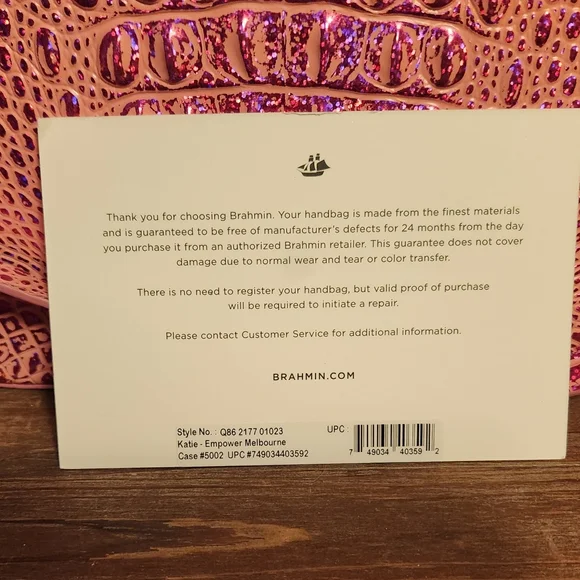 Thank you for choosing Brahmin. Your handbag is made from the finest materials
and is guaranteed to be free of manufacturer's defects for 24 months from the day
you purchase it from an authorized Brahmin retailer. This guarantee does not cover
damage due to normal wear and tear or color transfer.
There is no need to register your handbag, but valid proof of purchase
will be required to initiate a repair.
Please contact Customer Service for additional information.
BRAHMIN.COM
Style No. : Q86 2177 01023
Katie - Empower Melbourne
Case #5002 UPC #749034403592
UPC :
7 49034 40359 2